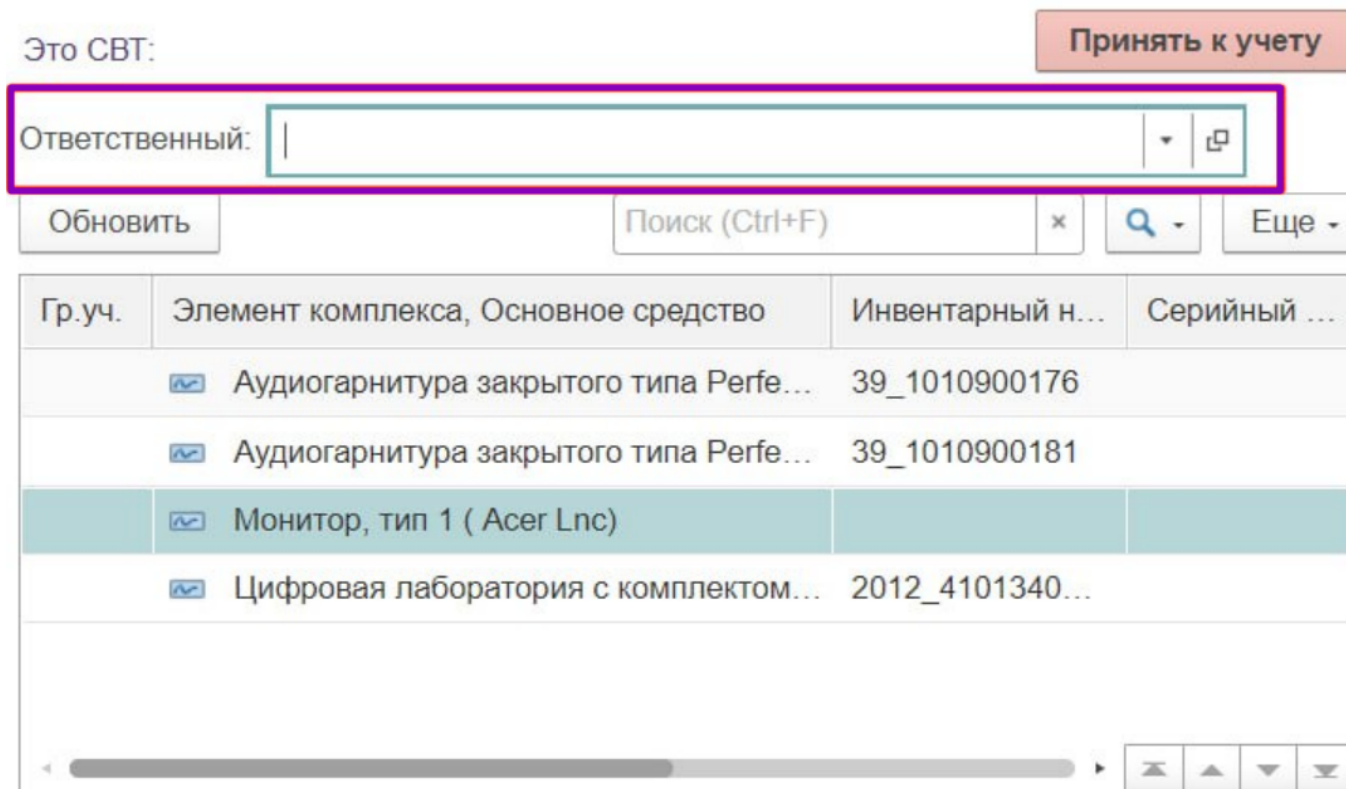 Это СВТ:
Принять к учету
Ответственный:
Обновить
Поиск (Ctrl+F)
Еще
Гр.уч. Элемент комплекса, Основное средство Инвентарный н... Серийный ...
Аудиогарнитура закрытого типа Perfe... 39_1010900176
Аудиогарнитура закрытого типа Perfe... 39_1010900181
Монитор, тип 1 ( Acer Lnc)
Цифровая лаборатория с комплектом... 2012_4101340...